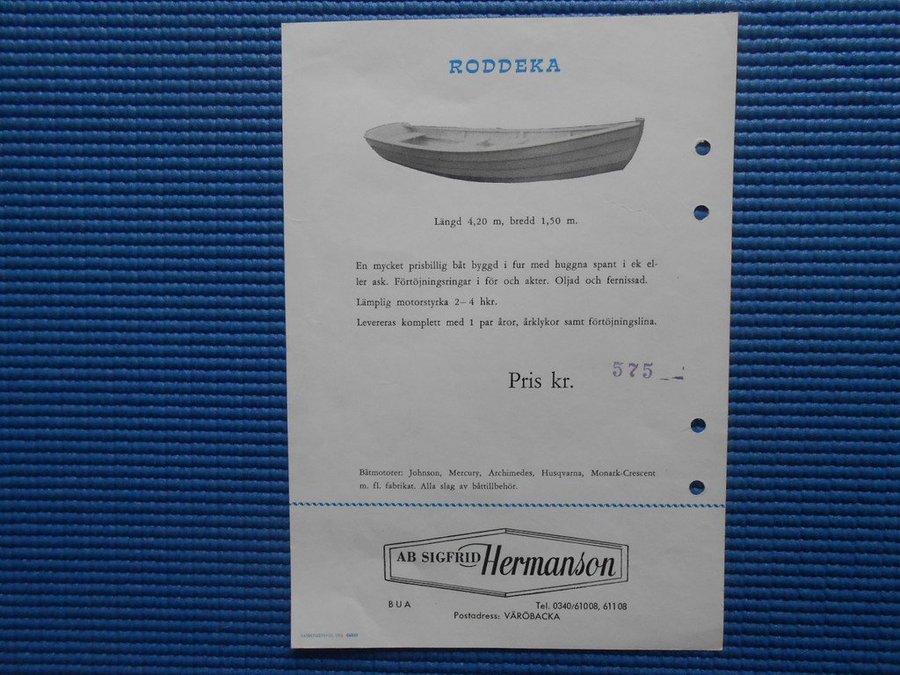 RODDEKA
Längd 4,20 m, bredd 1,50 m.
En mycket prisbillig båt byggd i fur med huggna spant i ek el-
ler ask. Förtöjningsringar i för och akter. Oljad och fernissad.
Lämplig motorstyrka 2–4 hkr.
Levereras komplett med 1 par åror, årklykor samt förtöjningslina.
Pris kr. 575 —
Båtmotorer: Johnson, Mercury, Archimedes, Husqvarna, Monark-Crescent
m. fl. fabrikat. Alla slag av båttillbehör.
AB SIGFRID Hermanson
BUA Tel. 0340/61008, 61108
Postadress: VÄRÖBACKA